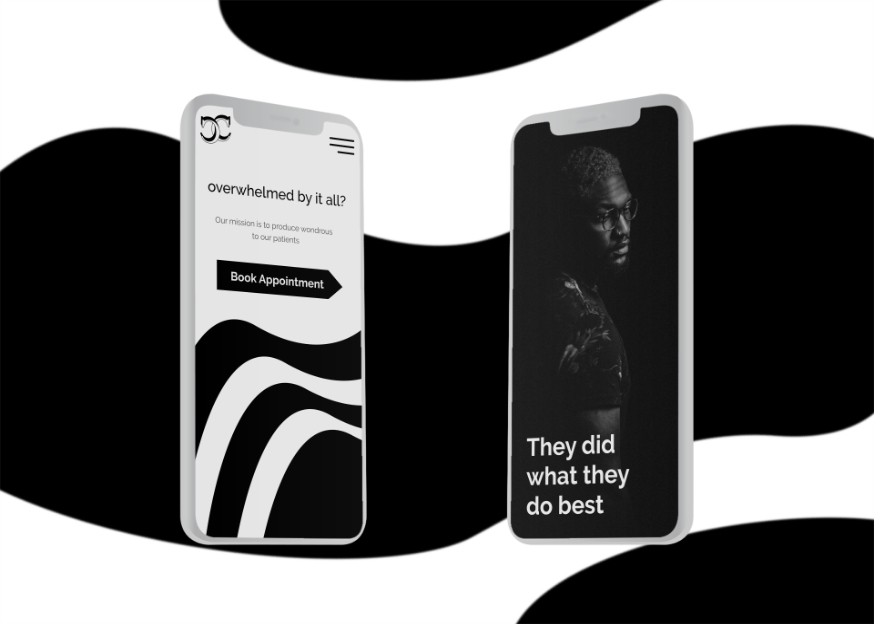 overwhelmed by it all?
Our mission is to produce wondrous
to our patients
Book Appointment
They did
what they
do best